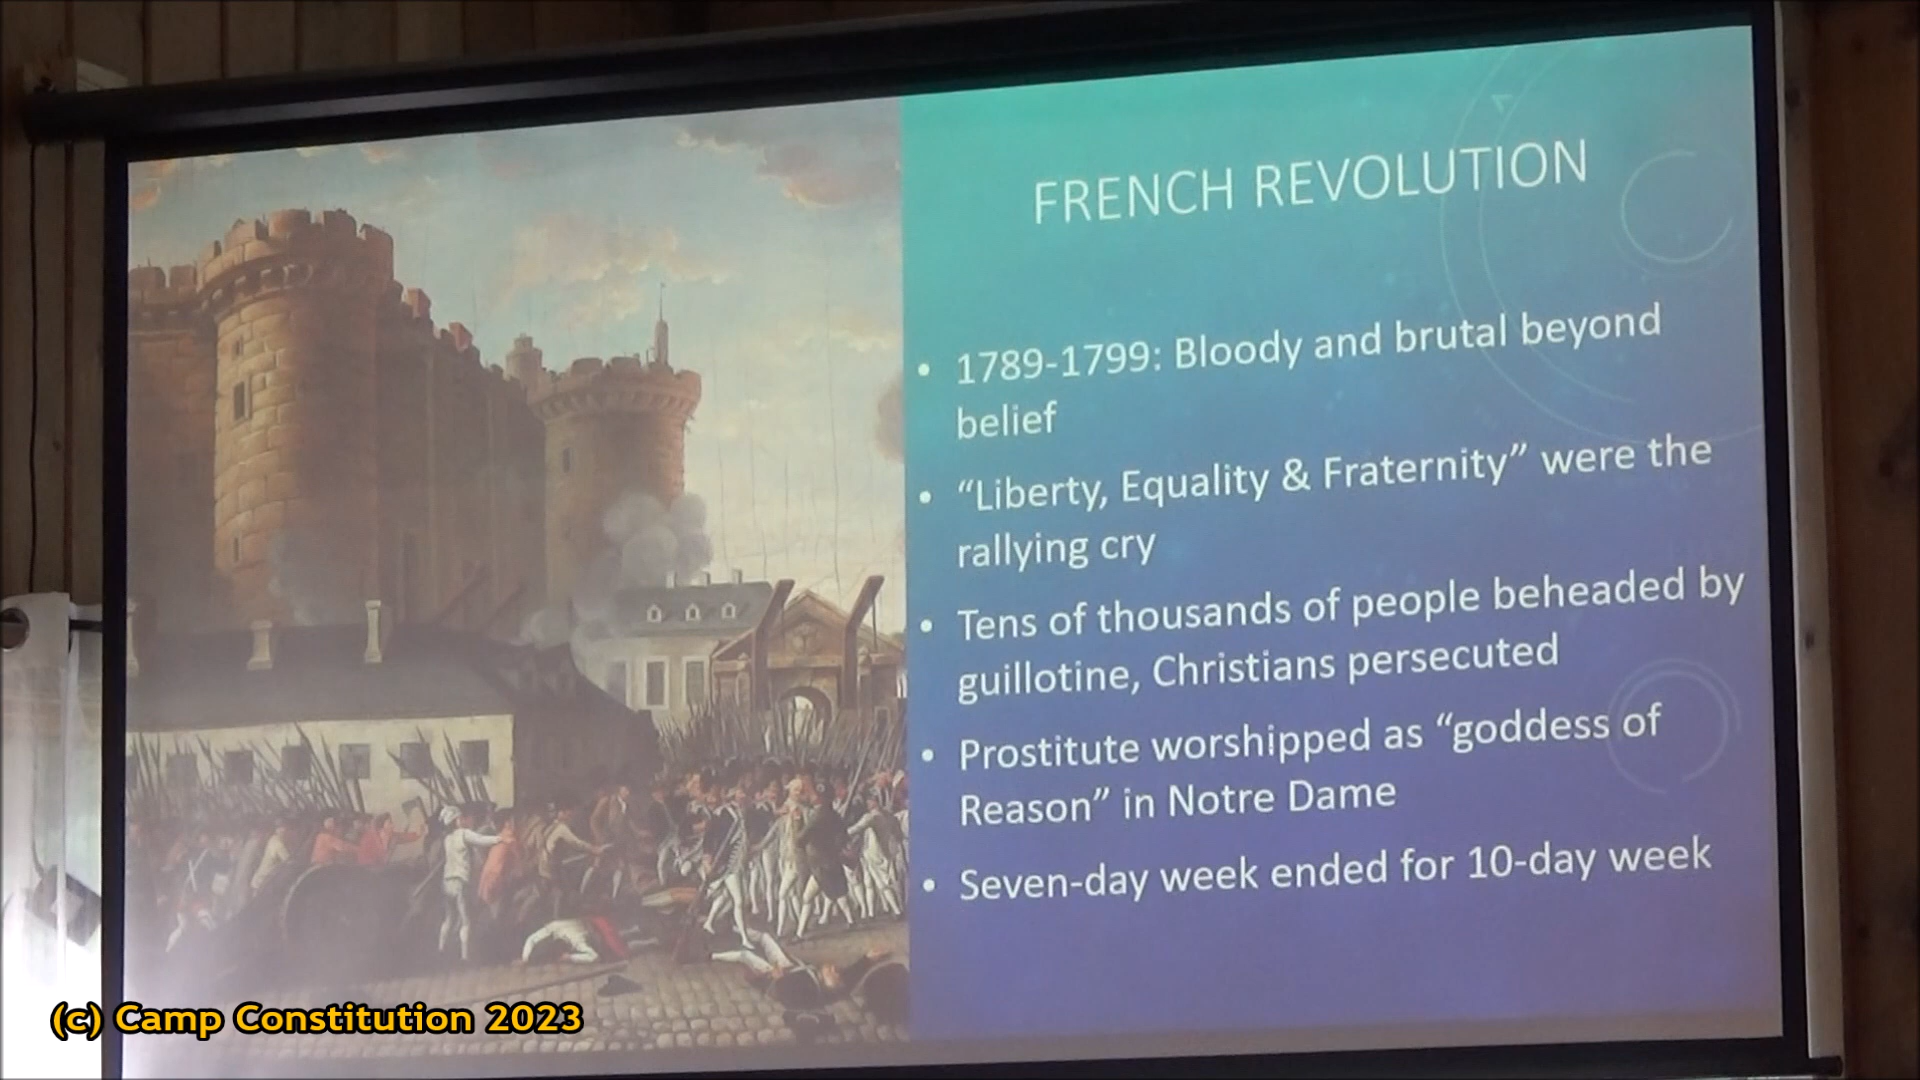 FRENCH REVOLUTION
• 1789-1799: Bloody and brutal beyond
belief
• “Liberty, Equality & Fraternity” were the
rallying cry
• Tens of thousands of people beheaded by
guillotine, Christians persecuted
• Prostitute worshipped as “goddess of
Reason” in Notre Dame
• Seven-day week ended for 10-day week
(c) Camp Constitution 2023